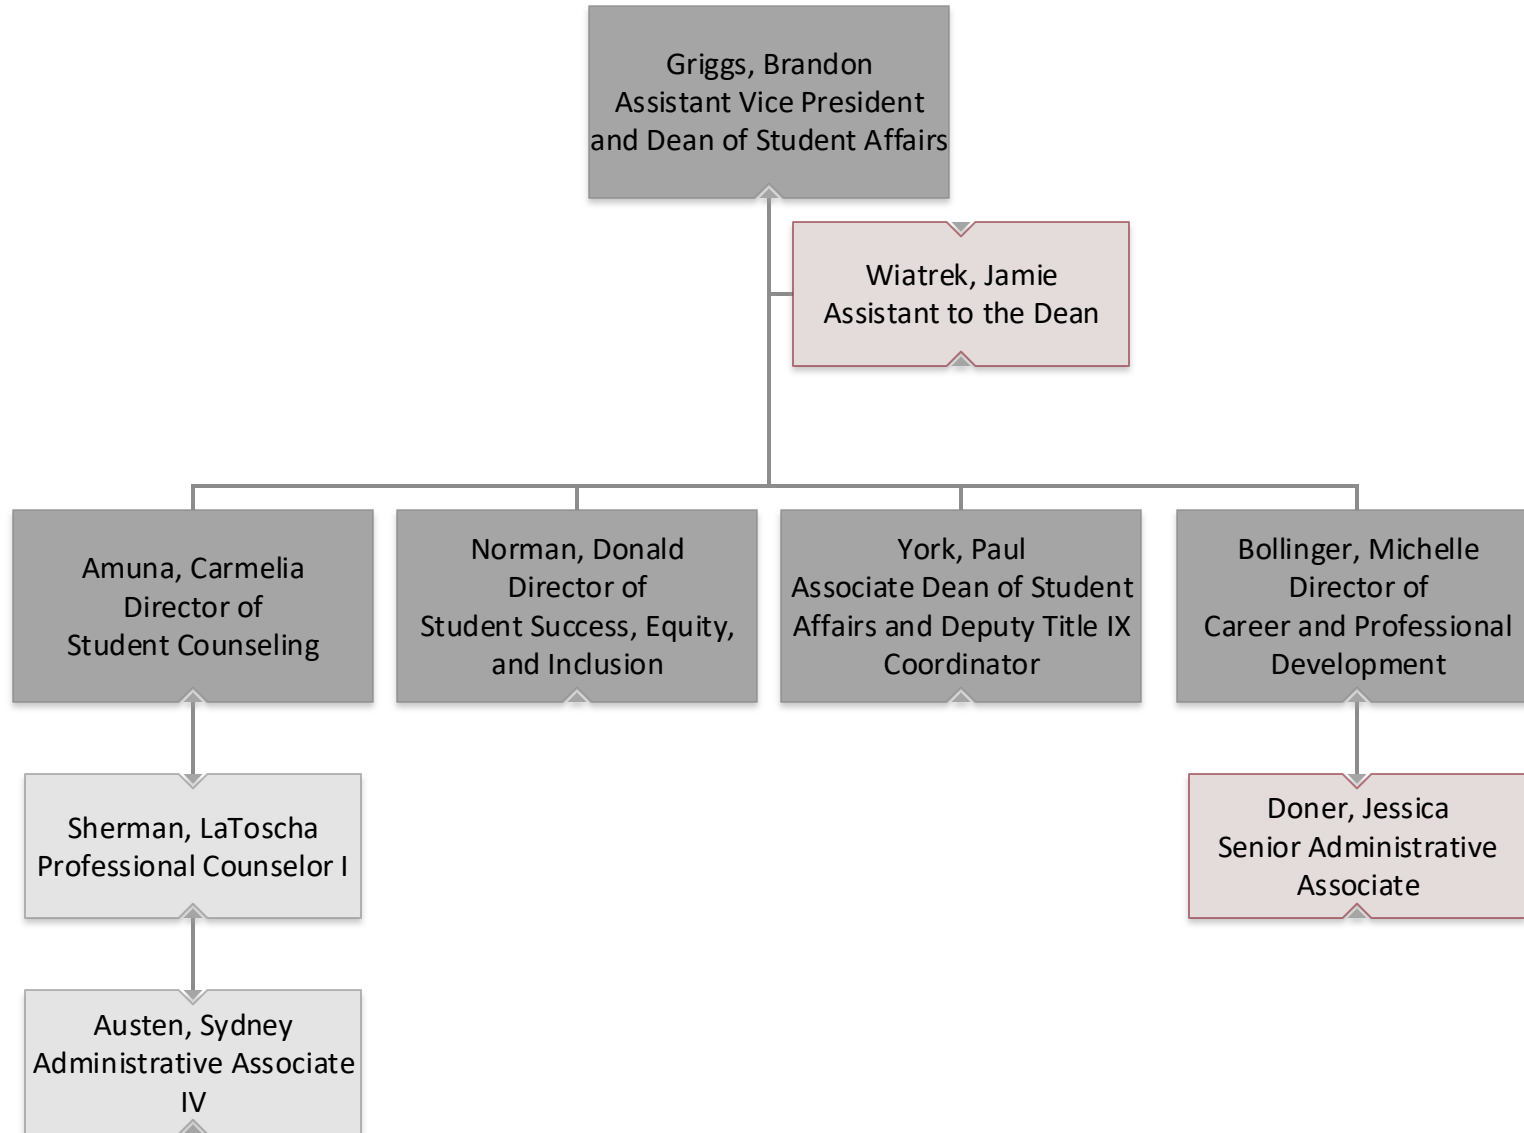 Griggs, Brandon
Assistant Vice President
and Dean of Student Affairs
Wiatrek, Jamie
Assistant to the Dean
Amuna, Carmelia
Director of
Student Counseling
Norman, Donald
Director of
Student Success, Equity,
and Inclusion
York, Paul
Associate Dean of Student
Affairs and Deputy Title IX
Coordinator
Bollinger, Michelle
Director of
Career and Professional
Development
Sherman, LaToscha
Professional Counselor I
Doner, Jessica
Senior Administrative
Associate
Austen, Sydney
Administrative Associate
IV